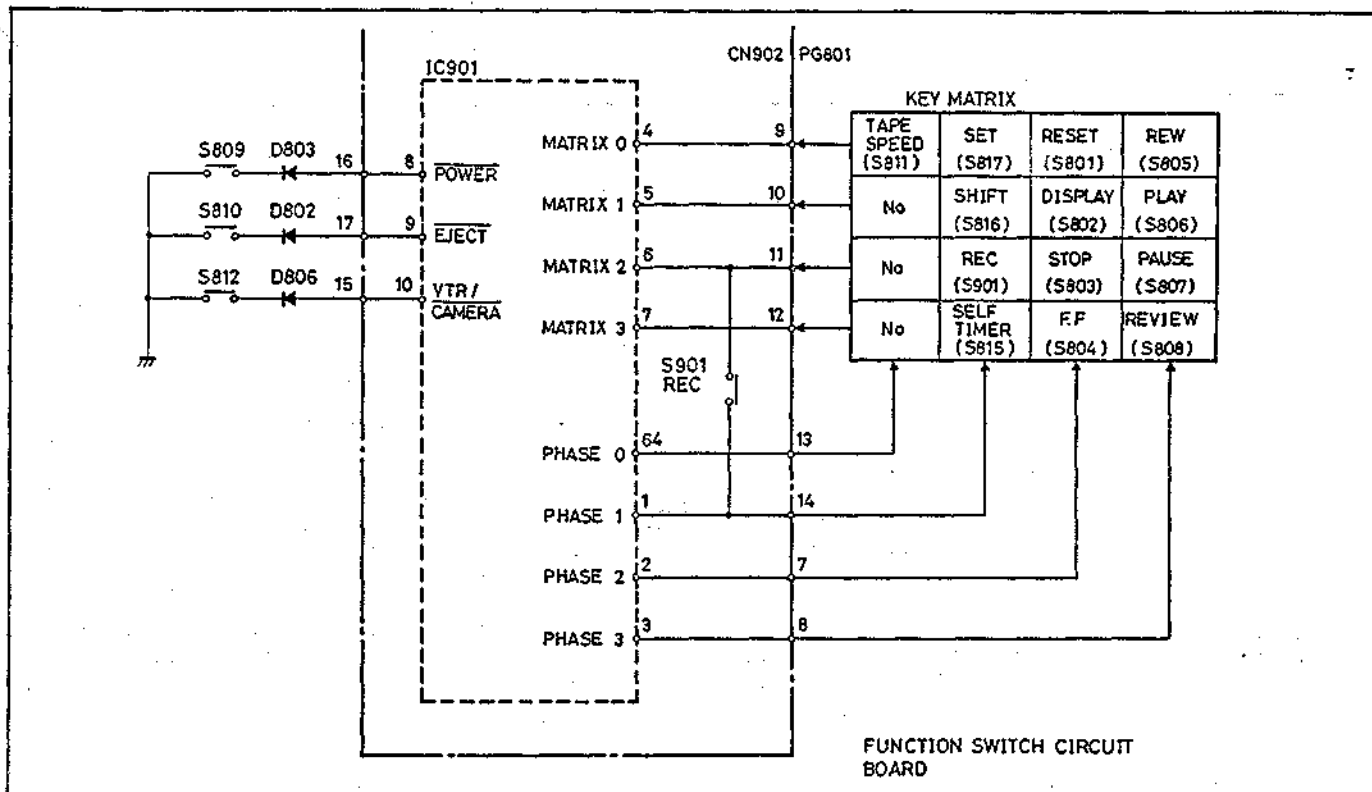 CN902 PG801
IC901
KEY MATRIX
S809 D803 16 8 POWER
S810 D802 17 9 EJECT
S812 D806 15 10 VTR/
CAMERA
MATRIX 0 4 9
MATRIX 1 5 10
MATRIX 2 6 11
MATRIX 3 7 12
S901
REC
PHASE 0 64 13
PHASE 1 1 14
PHASE 2 2 7
PHASE 3 3 8
TAPE
SPEED
(S811)
SET
(S817)
RESET
(S801)
REW
(S805)
No
SHIFT
(S816)
DISPLAY
(S802)
PLAY
(S806)
No
REC
(S901)
STOP
(S803)
PAUSE
(S807)
No
SELF
TIMER
(S815)
F.F
(S804)
REVIEW
(S808)
FUNCTION SWITCH CIRCUIT
BOARD